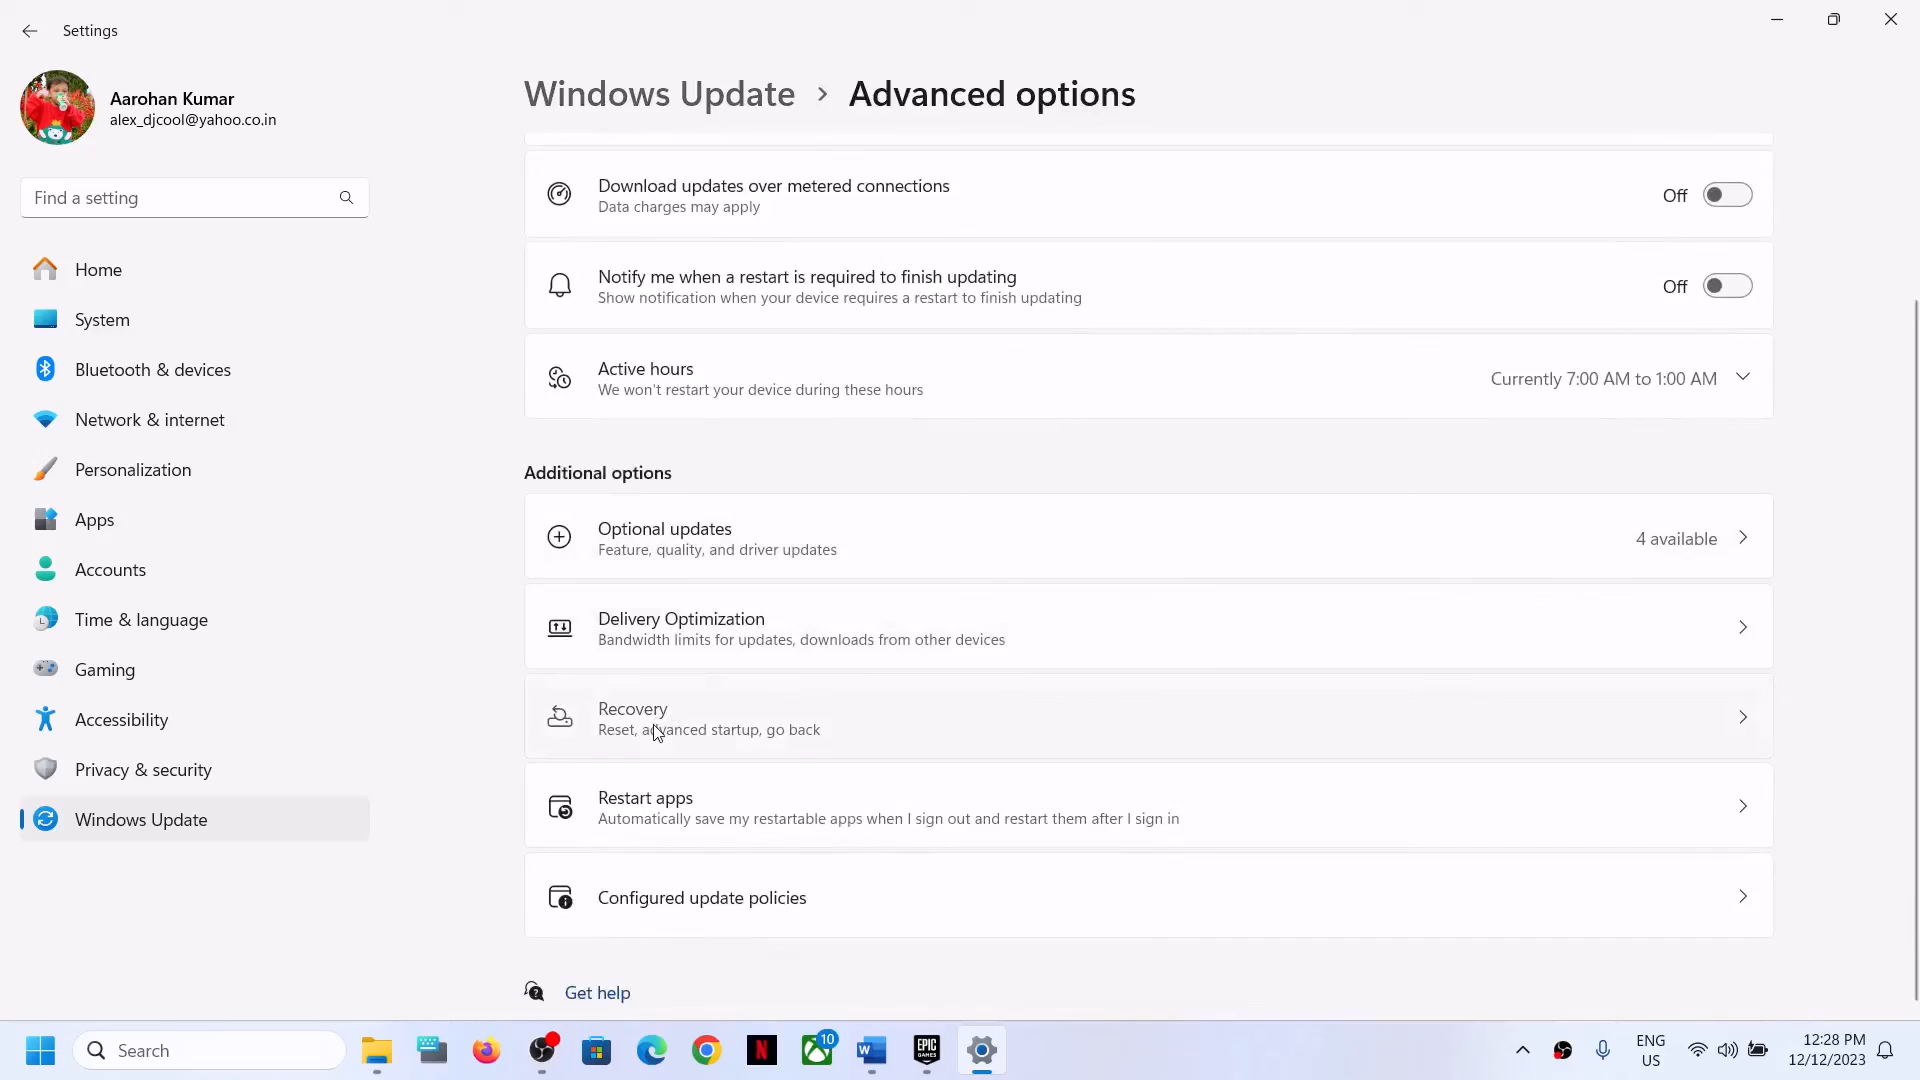 Settings
Aarohan Kumar
alex_djcool@yahoo.co.in
Find a setting
Home
System
Bluetooth & devices
Network & internet
Personalization
Apps
Accounts
Time & language
Gaming
Accessibility
Privacy & security
Windows Update
Windows Update > Advanced options
Download updates over metered connections
Data charges may apply
Off
Notify me when a restart is required to finish updating
Show notification when your device requires a restart to finish updating
Off
Active hours
We won't restart your device during these hours
Currently 7:00 AM to 1:00 AM
Additional options
Optional updates
Feature, quality, and driver updates
4 available
Delivery Optimization
Bandwidth limits for updates, downloads from other devices
Recovery
Reset, advanced startup, go back
Restart apps
Automatically save my restartable apps when I sign out and restart them after I sign in
Configured update policies
Get help
Search
N
10
W
EPIC
GAMES
ENG
US
12:28 PM
12/12/2023